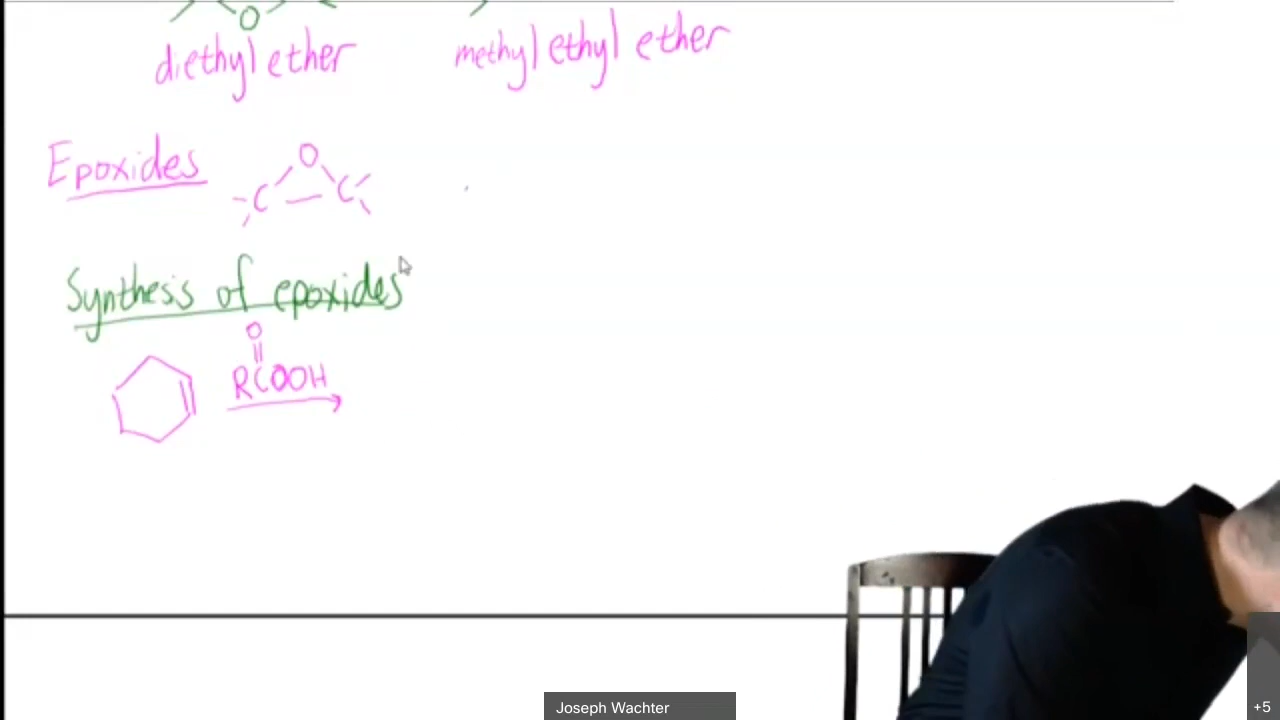 O
diethyl ether methyl ethyl ether
Epoxides
O
C C
Synthesis of epoxides
O
RCOOH
Joseph Wachter
+5